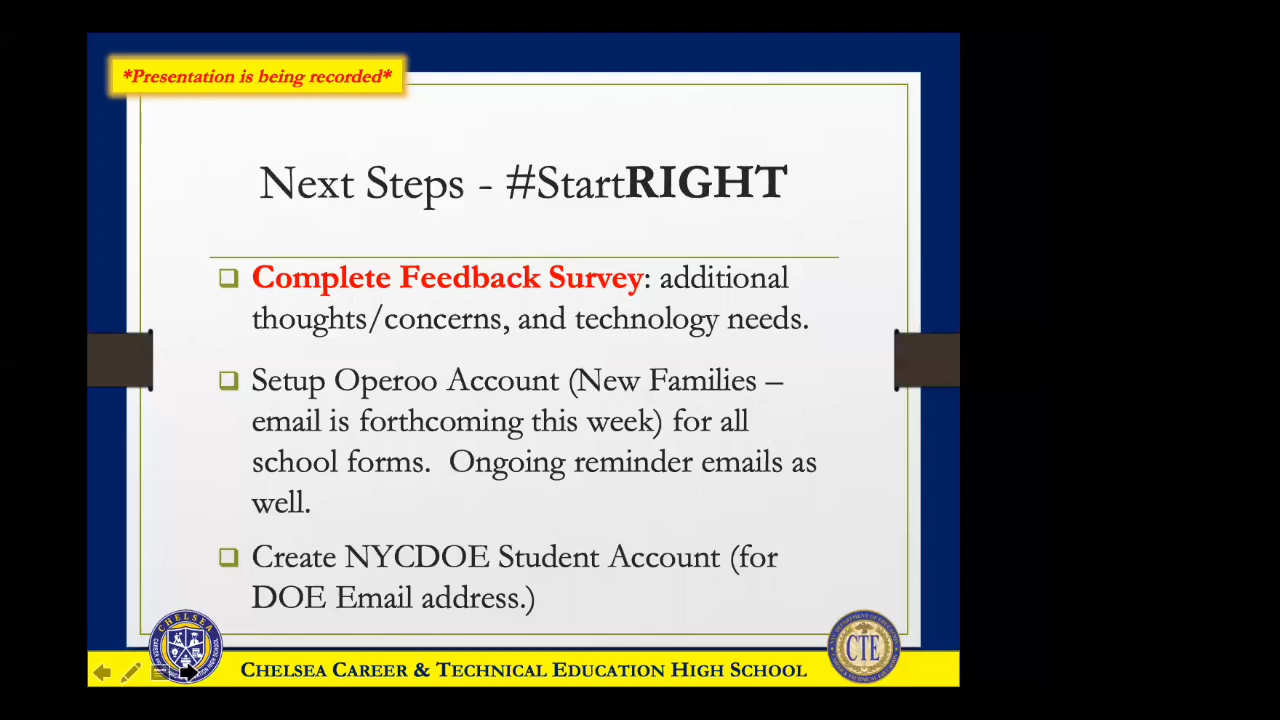 *Presentation is being recorded*
Next Steps - #StartRIGHT
Complete Feedback Survey: additional
thoughts/concerns, and technology needs.
Setup Operoo Account (New Families –
email is forthcoming this week) for all
school forms.  Ongoing reminder emails as
well.
Create NYCDOE Student Account (for
DOE Email address.)
CHELSEA
CTE
CHELSEA CAREER & TECHNICAL EDUCATION HIGH SCHOOL